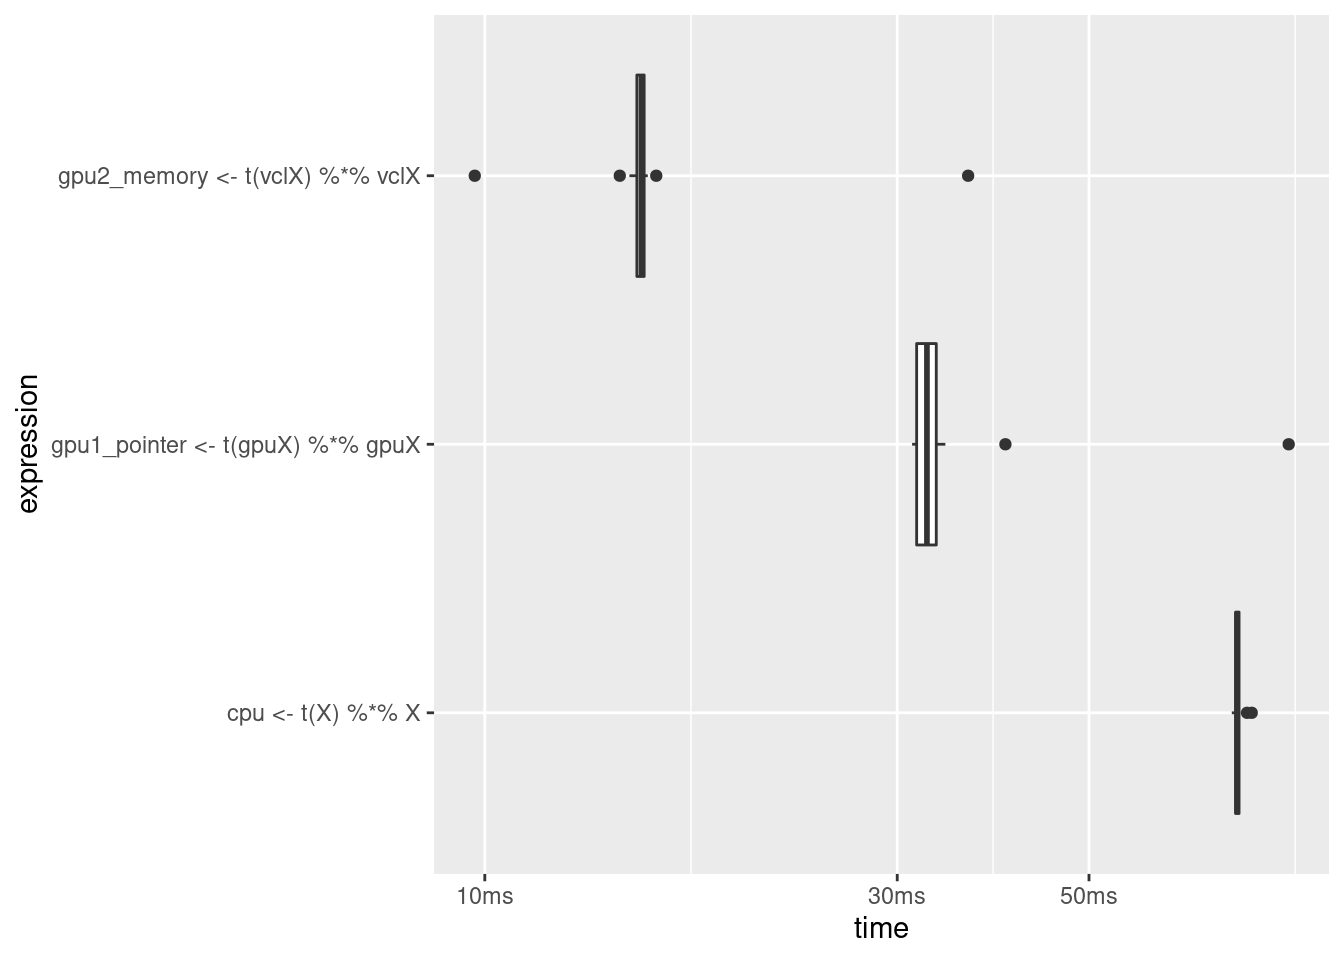 gpu2_memory <- t(vclX) %*% vclX
gpu1_pointer <- t(gpuX) %*% gpuX
cpu <- t(X) %*% X
expression
10ms
30ms
50ms
time